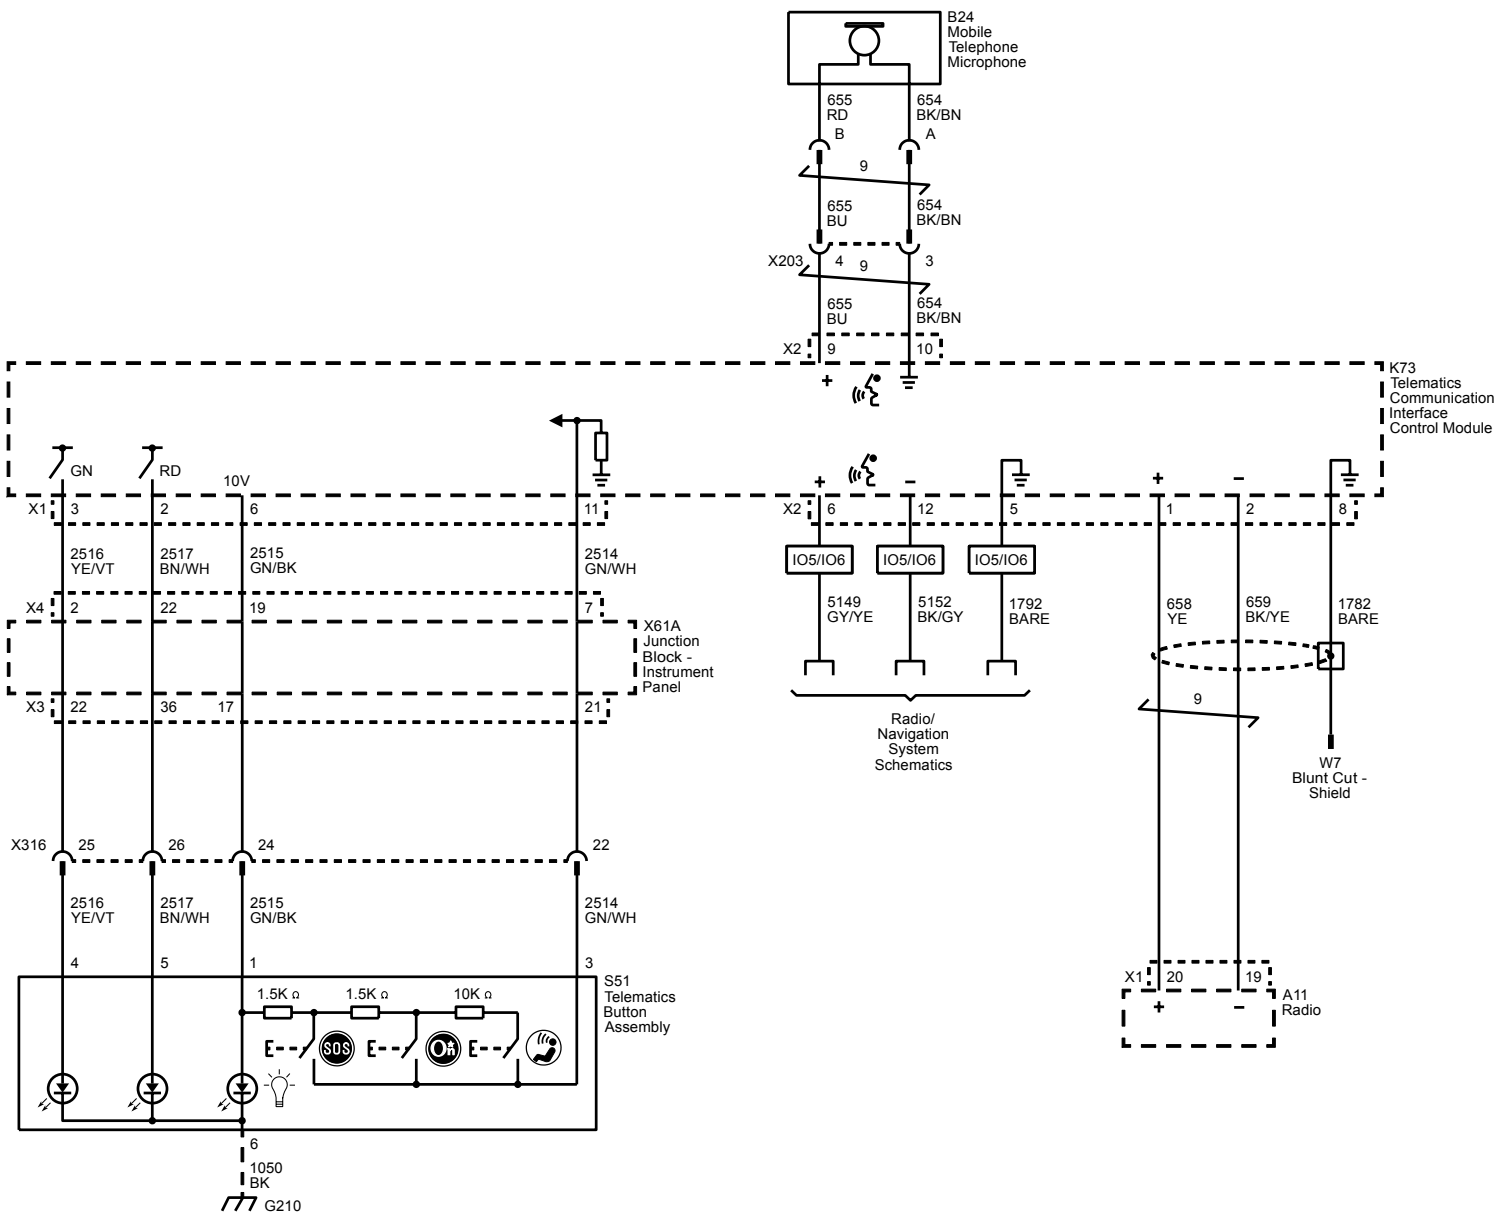 B24
Mobile
Telephone
Microphone
655 654
RD BK/BN
B A
9
655 654
BU BK/BN
X203 4 9 3
655 654
BU BK/BN
X2 9 10
+
K73
Telematics
Communication
Interface
Control Module
GN RD
10V
+ − + −
X1 3 2 6 11 X2 6 12 5 1 2 8
2516 2517 2515 2514
YE/VT BN/WH GN/BK GN/WH
IO5/IO6 IO5/IO6 IO5/IO6
5149 5152 1792 658 659 1782
GY/YE BK/GY BARE YE BK/YE BARE
X4 2 22 19 7
X61A
Junction
Block -
Instrument
Panel
X3 22 36 17 21
9
Radio/
Navigation
System
Schematics
W7
Blunt Cut -
Shield
X316 25 26 24 22
2516 2517 2515 2514
YE/VT BN/WH GN/BK GN/WH
4 5 1 3
S51
Telematics
Button
Assembly
1.5K Ω 1.5K Ω 10K Ω
SOS On
X1 20 19
+ −
A11
Radio
6
1050
BK
G210